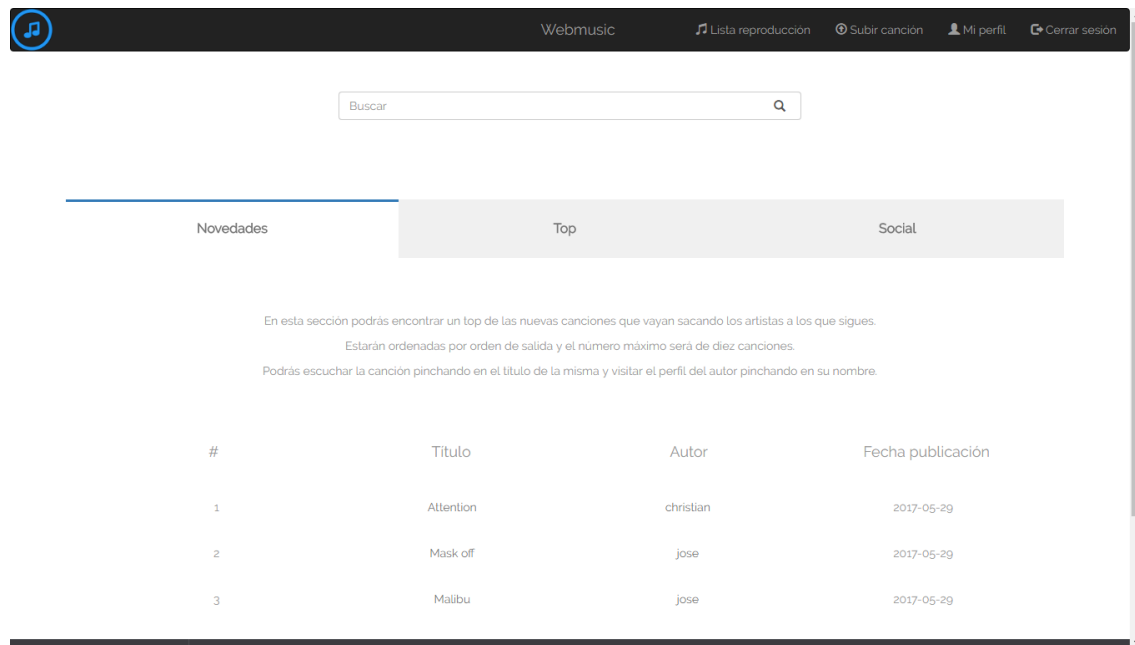 Webmusic Lista reproducción Subir canción Mi perfil Cerrar sesión
Buscar
Novedades Top Social
En esta sección podrás encontrar un top de las nuevas canciones que vayan sacando los artistas a los que sigues.
Estarán ordenadas por orden de salida y el número máximo será de diez canciones.
Podrás escuchar la canción pinchando en el título de la misma y visitar el perfil del autor pinchando en su nombre.
# Título Autor Fecha publicación
1 Attention christian 2017-05-29
2 Mask off jose 2017-05-29
3 Malibu jose 2017-05-29